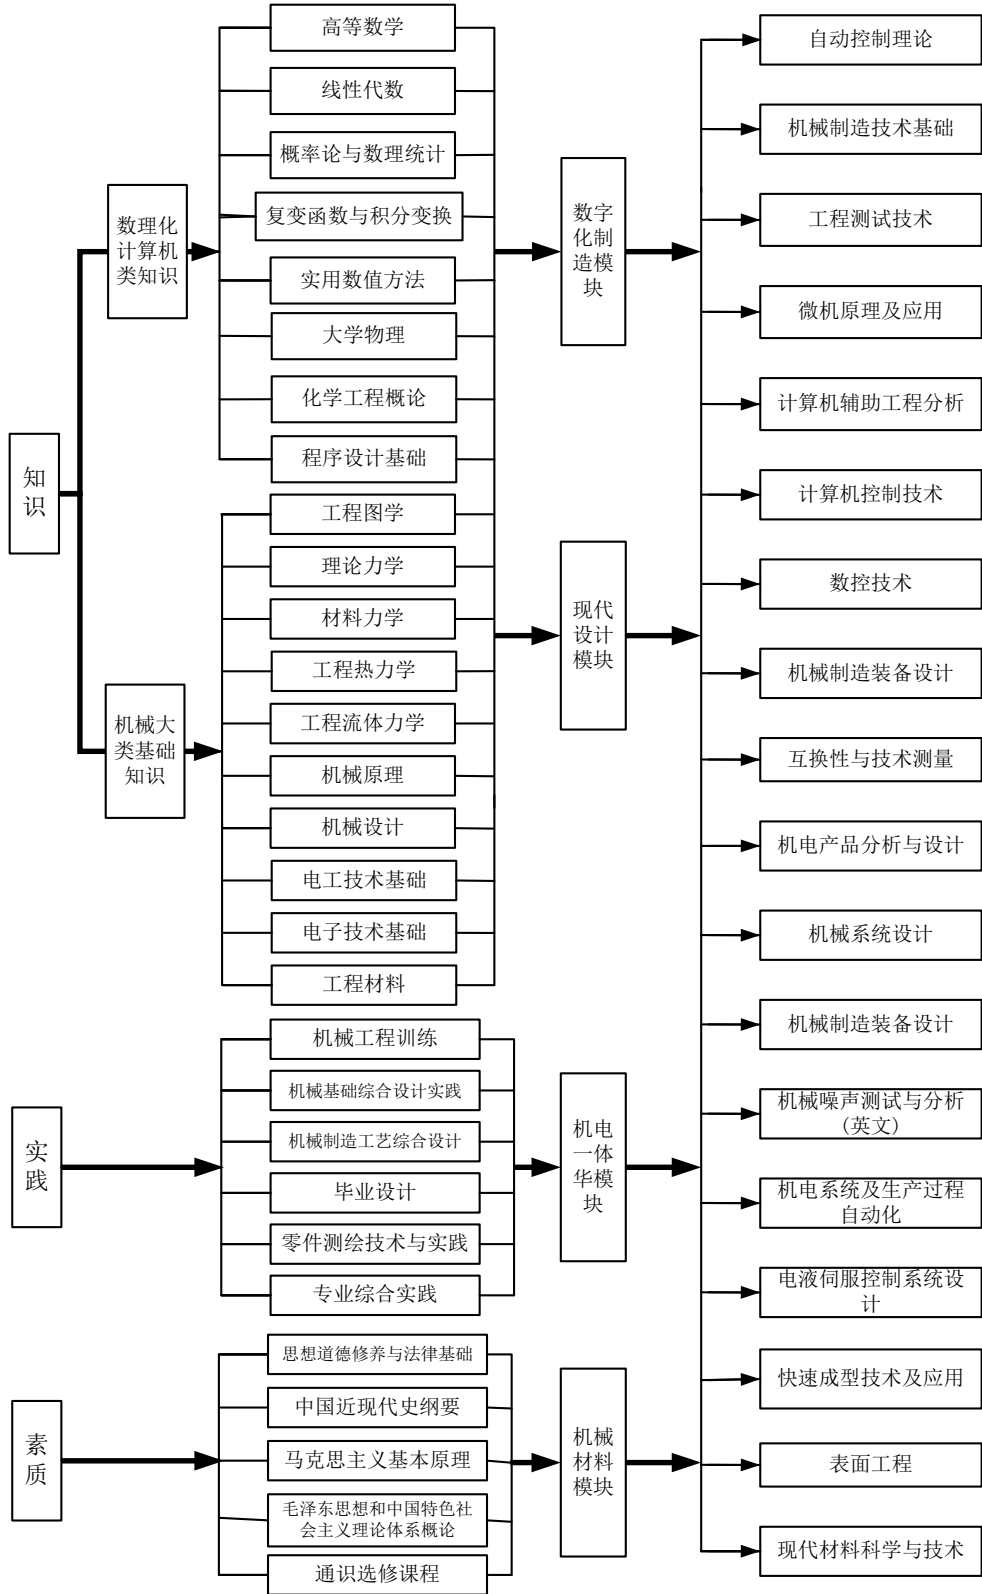 知
识
数理化
计算机
类知识
机械大
类基础
知识
高等数学
线性代数
概率论与数理统计
复变函数与积分变换
实用数值方法
大学物理
化学工程概论
程序设计基础
工程图学
理论力学
材料力学
工程热力学
工程流体力学
机械原理
机械设计
电工技术基础
电子技术基础
工程材料
实
践
机械工程训练
机械基础综合设计实践
机械制造工艺综合设计
毕业设计
零件测绘技术与实践
专业综合实践
素
质
思想道德修养与法律基础
中国近现代史纲要
马克思主义基本原理
毛泽东思想和中国特色社
会主义理论体系概论
通识选修课程
数字
化制
造模
块
现代
设计
模块
机电
一体
华模
块
机械
材料
模块
自动控制理论
机械制造技术基础
工程测试技术
微机原理及应用
计算机辅助工程分析
计算机控制技术
数控技术
机械制造装备设计
互换性与技术测量
机电产品分析与设计
机械系统设计
机械制造装备设计
机械噪声测试与分析
(英文)
机电系统及生产过程
自动化
电液伺服控制系统设
计
快速成型技术及应用
表面工程
现代材料科学与技术